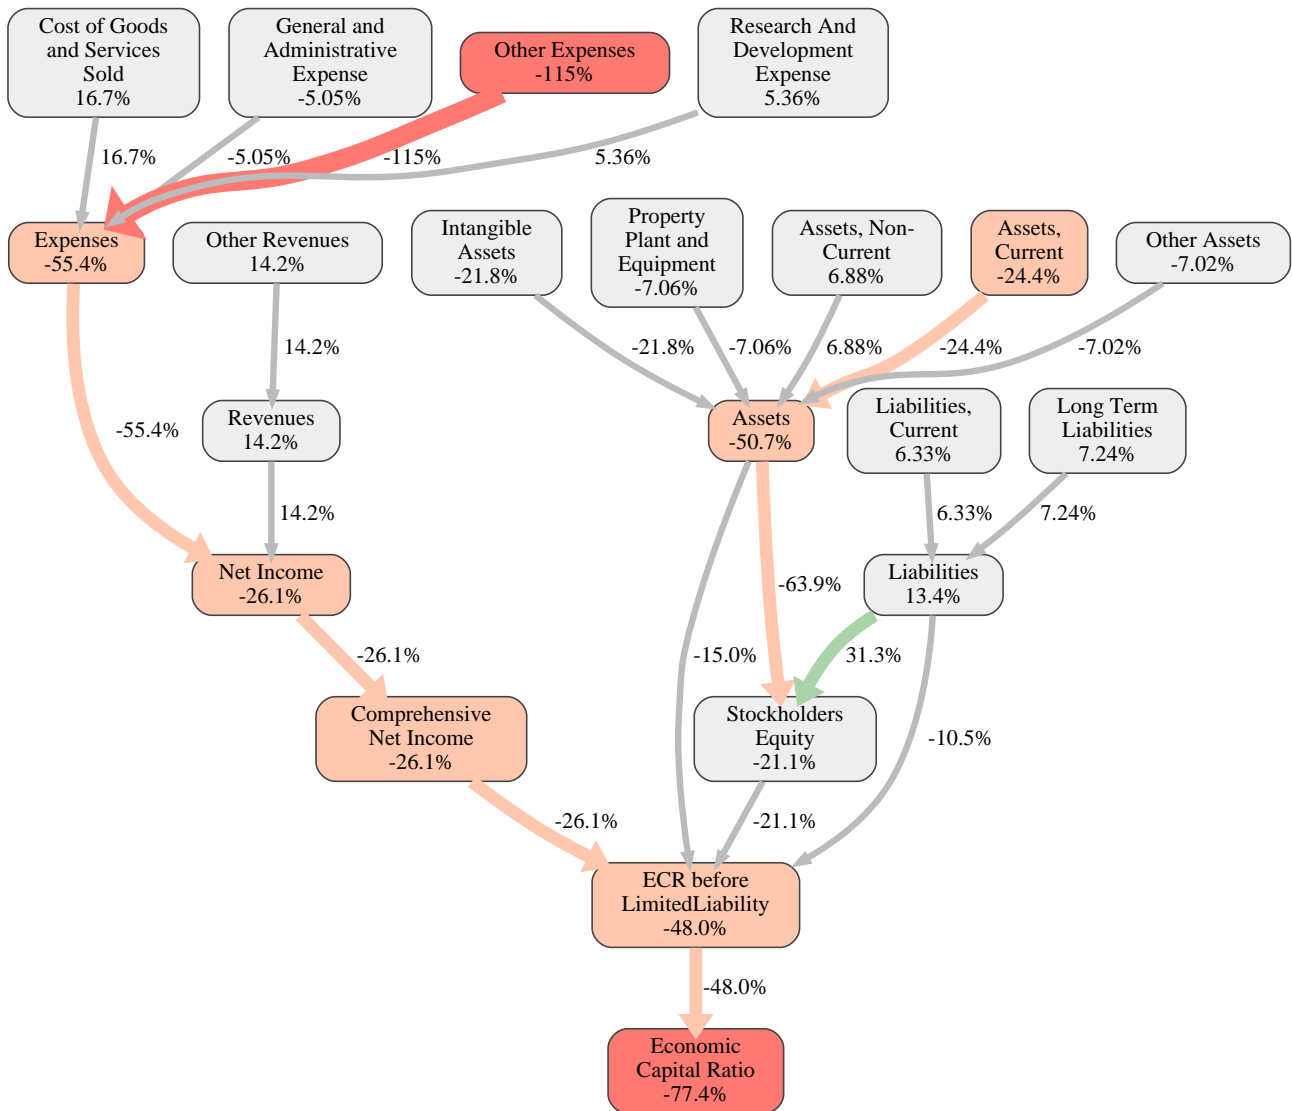 Cost of Goods
and Services
Sold
16.7%
General and
Administrative
Expense
-5.05%
Other Expenses
-115%
Research And
Development
Expense
5.36%
16.7%
-5.05%
-115%
5.36%
Expenses
-55.4%
Other Revenues
14.2%
Intangible
Assets
-21.8%
Property
Plant and
Equipment
-7.06%
Assets, Non-
Current
6.88%
Assets,
Current
-24.4%
Other Assets
-7.02%
14.2%
-21.8%
-7.06%
6.88%
-24.4%
-7.02%
-55.4%
Revenues
14.2%
Assets
-50.7%
Liabilities,
Current
6.33%
Long Term
Liabilities
7.24%
14.2%
6.33%
7.24%
Net Income
-26.1%
-63.9%
Liabilities
13.4%
-26.1%
-15.0%
31.3%
Comprehensive
Net Income
-26.1%
Stockholders
Equity
-21.1%
-10.5%
-26.1%
-21.1%
ECR before
LimitedLiability
-48.0%
-48.0%
Economic
Capital Ratio
-77.4%